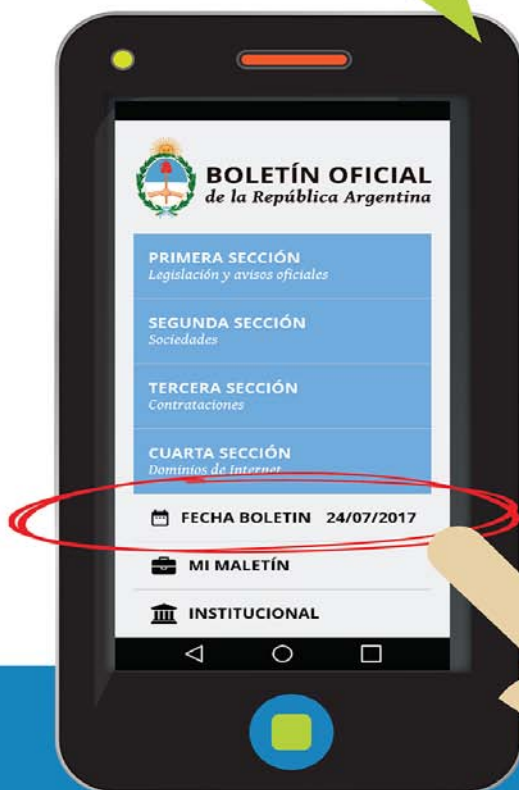 BOLETÍN OFICIAL
de la República Argentina
PRIMERA SECCIÓN
Legislación y avisos oficiales
SEGUNDA SECCIÓN
Sociedades
TERCERA SECCIÓN
Contrataciones
CUARTA SECCIÓN
Dominios de Internet
FECHA BOLETIN 24/07/2017
MI MALETÍN
INSTITUCIONAL